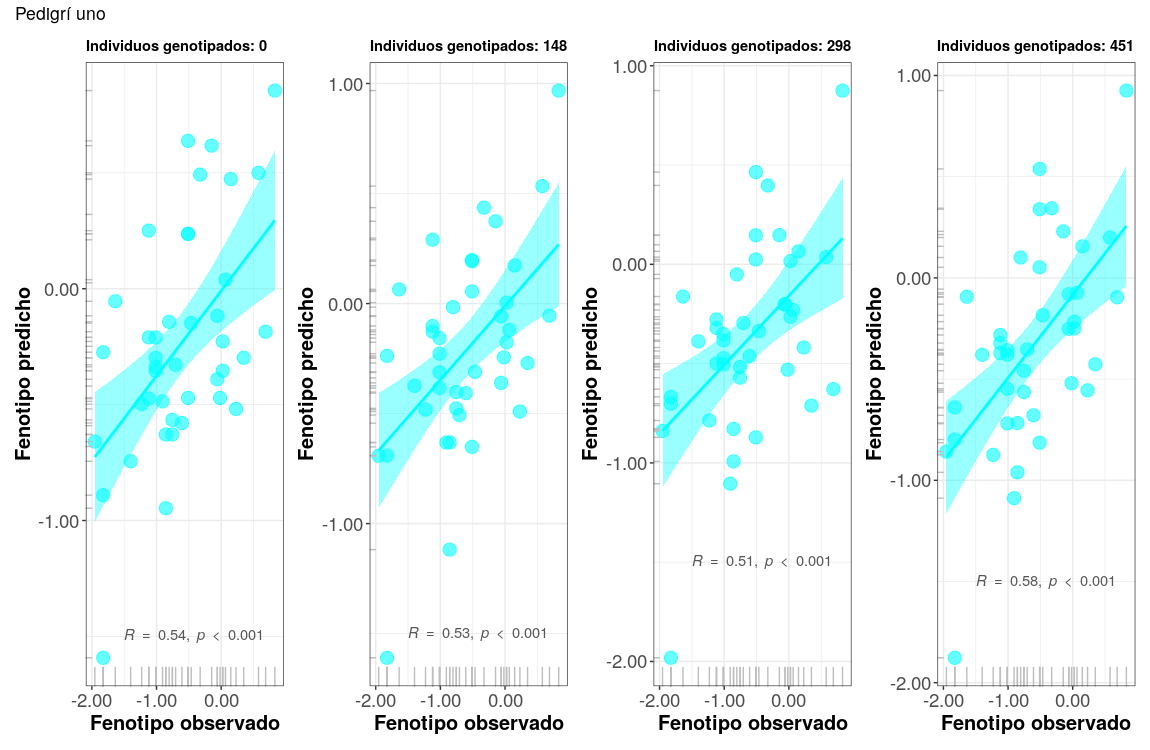 Pedigrí uno
Individuos genotipados: 0
Fenotipo predicho
0.00
-1.00
R = 0.54, p < 0.001
-2.00 -1.00 0.00
Fenotipo observado
Individuos genotipados: 148
Fenotipo predicho
1.00
0.00
-1.00
R = 0.53, p < 0.001
-2.00 -1.00 0.00
Fenotipo observado
Individuos genotipados: 298
Fenotipo predicho
1.00
0.00
-1.00
-2.00
R = 0.51, p < 0.001
-2.00 -1.00 0.00
Fenotipo observado
Individuos genotipados: 451
Fenotipo predicho
1.00
0.00
-1.00
-2.00
R = 0.58, p < 0.001
-2.00 -1.00 0.00
Fenotipo observado